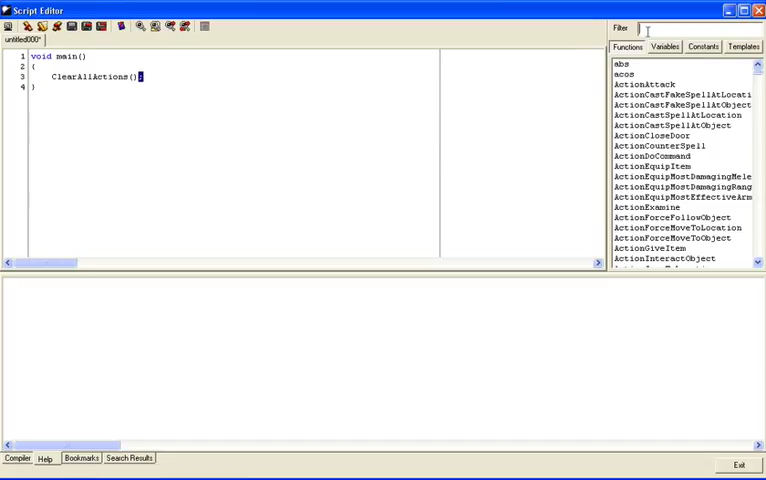 Script Editor
Filter
untitled000*
Functions
Variables
Constants
Templates
1 void main()
2 {
3 ClearAllActions();
4 }
abs
acos
ActionAttack
ActionCastFakeSpellAtLocati
ActionCastFakeSpellAtObject
ActionCastSpellAtLocation
ActionCastSpellAtObject
ActionCloseDoor
ActionCounterSpell
ActionDoCommand
ActionEquipItem
ActionEquipMostDamagingMele
ActionEquipMostDamagingRang
ActionEquipMostEffectiveArm
ActionExamine
ActionForceFollowObject
ActionForceMoveToLocation
ActionForceMoveToObject
ActionGiveItem
ActionInteractObject
Compiler
Help
Bookmarks
Search Results
Exit